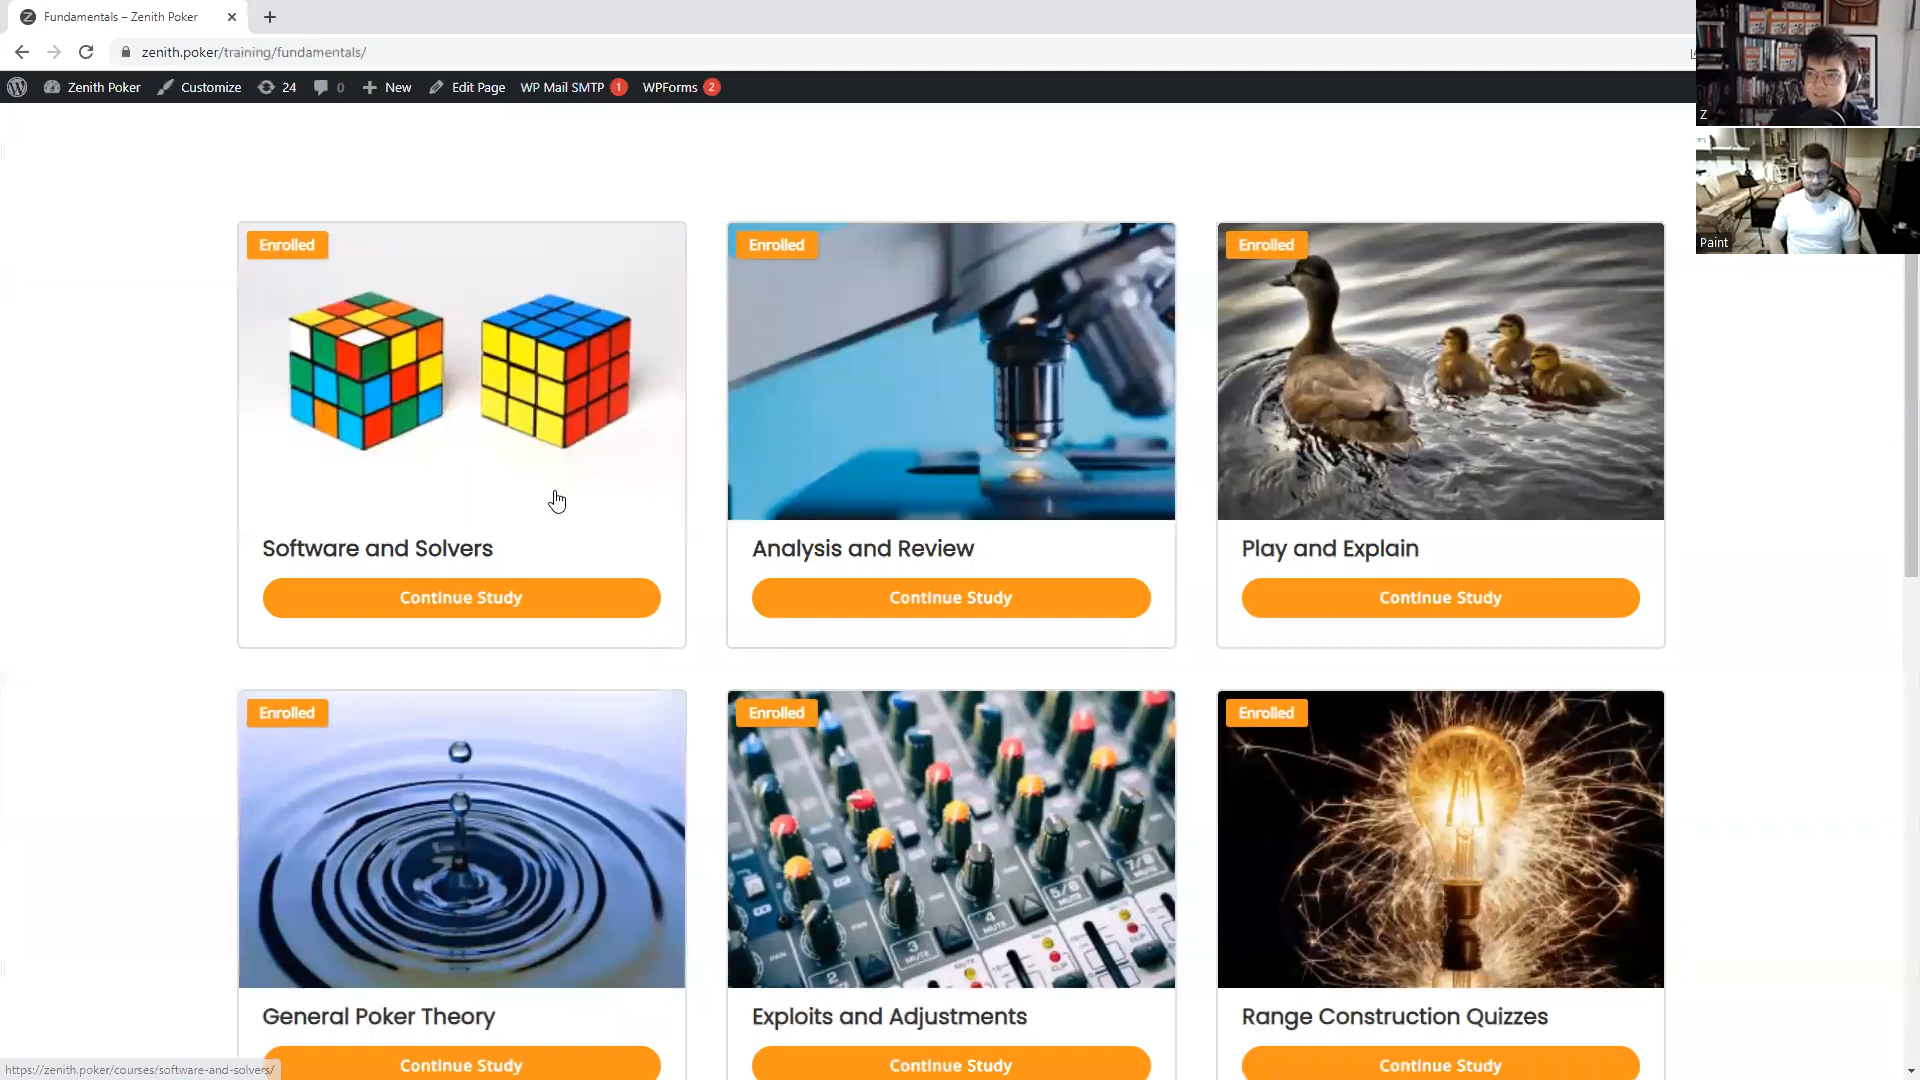 Fundamentals – Zenith Poker
zenith.poker/training/fundamentals/
Zenith Poker Customize 24 0 New Edit Page WP Mail SMTP 1 WPForms 2
Z
Paint
Enrolled
Enrolled
Enrolled
Software and Solvers
Analysis and Review
Play and Explain
Continue Study
Continue Study
Continue Study
Enrolled
Enrolled
Enrolled
General Poker Theory
Exploits and Adjustments
Range Construction Quizzes
Continue Study
Continue Study
Continue Study
https://zenith.poker/courses/software-and-solvers/